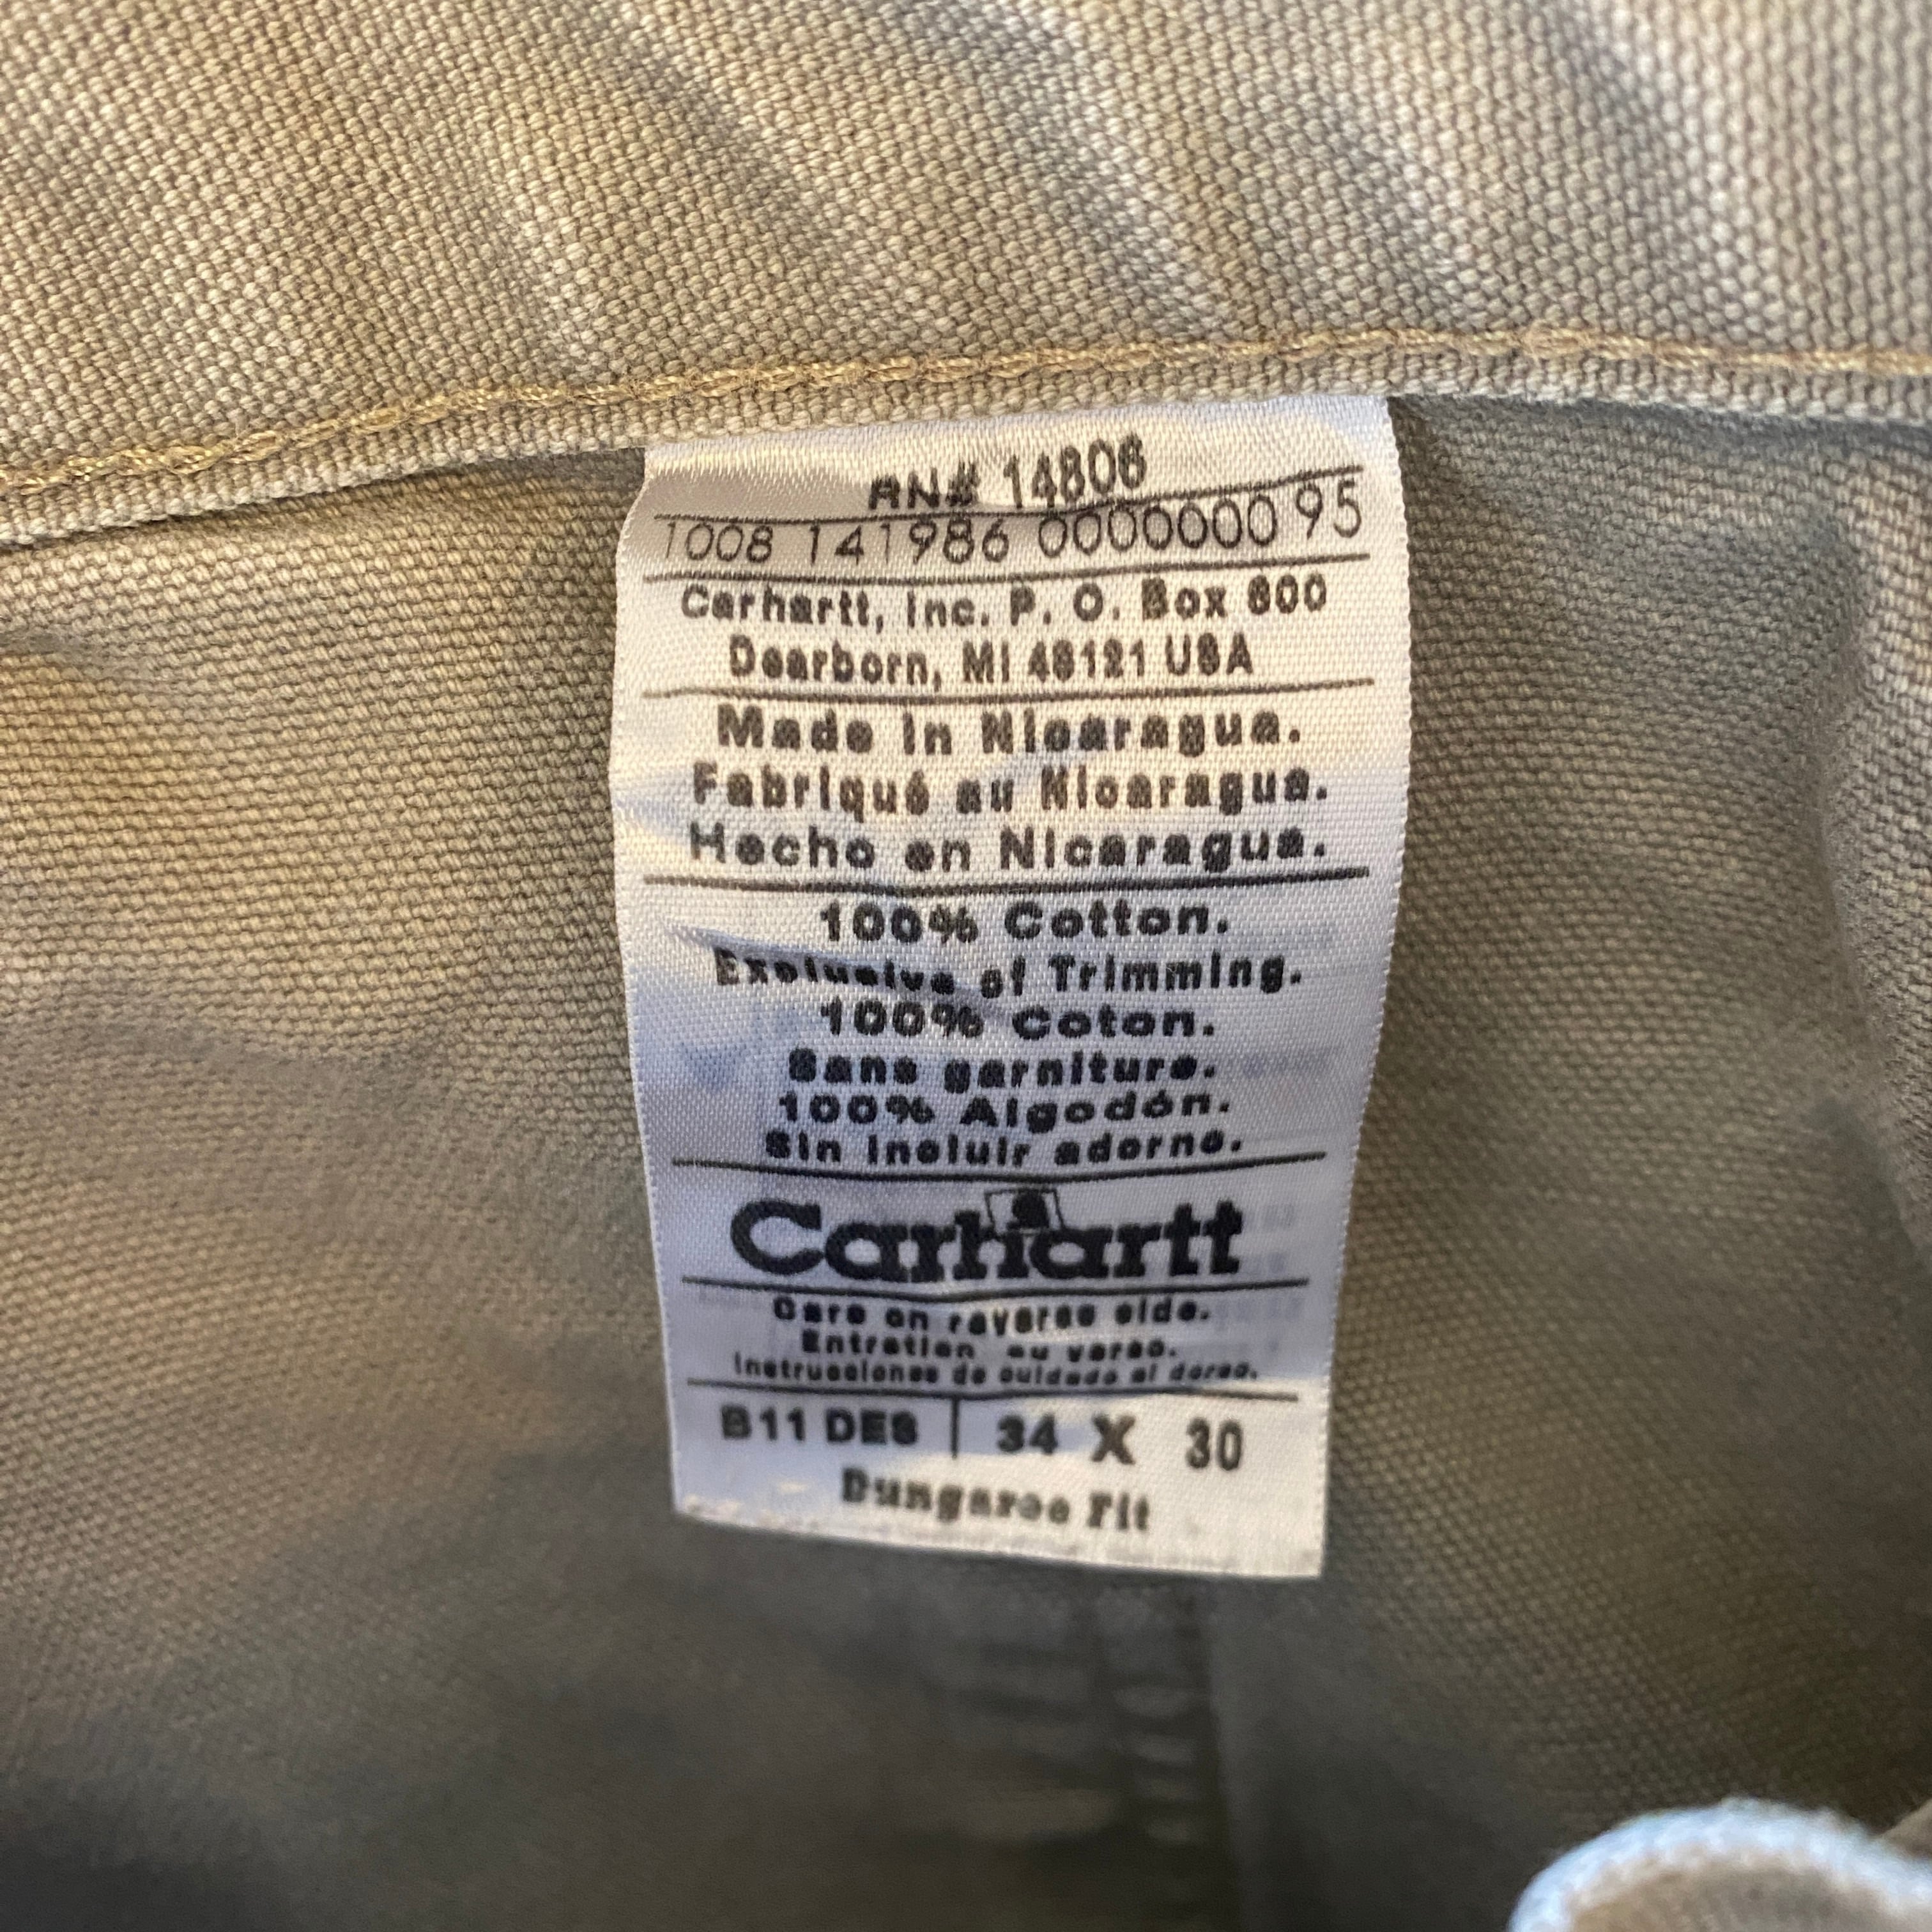 RN# 14806
1008 141986 0000000 95
Carhartt, Inc. P. O. Box 600
Dearborn, MI 48121 USA
Made in Nicaragua.
Fabriqué au Nicaragua.
Hecho en Nicaragua.
100% Cotton.
Exclusive of Trimming.
100% Coton.
Sans garniture.
100% Algodón.
Sin incluir adorno.
Carhartt
Care on reverse side.
Entretien au verso.
Instrucciones de cuidado al dorso.
B11 DES | 34 X 30
Dungaree Fit